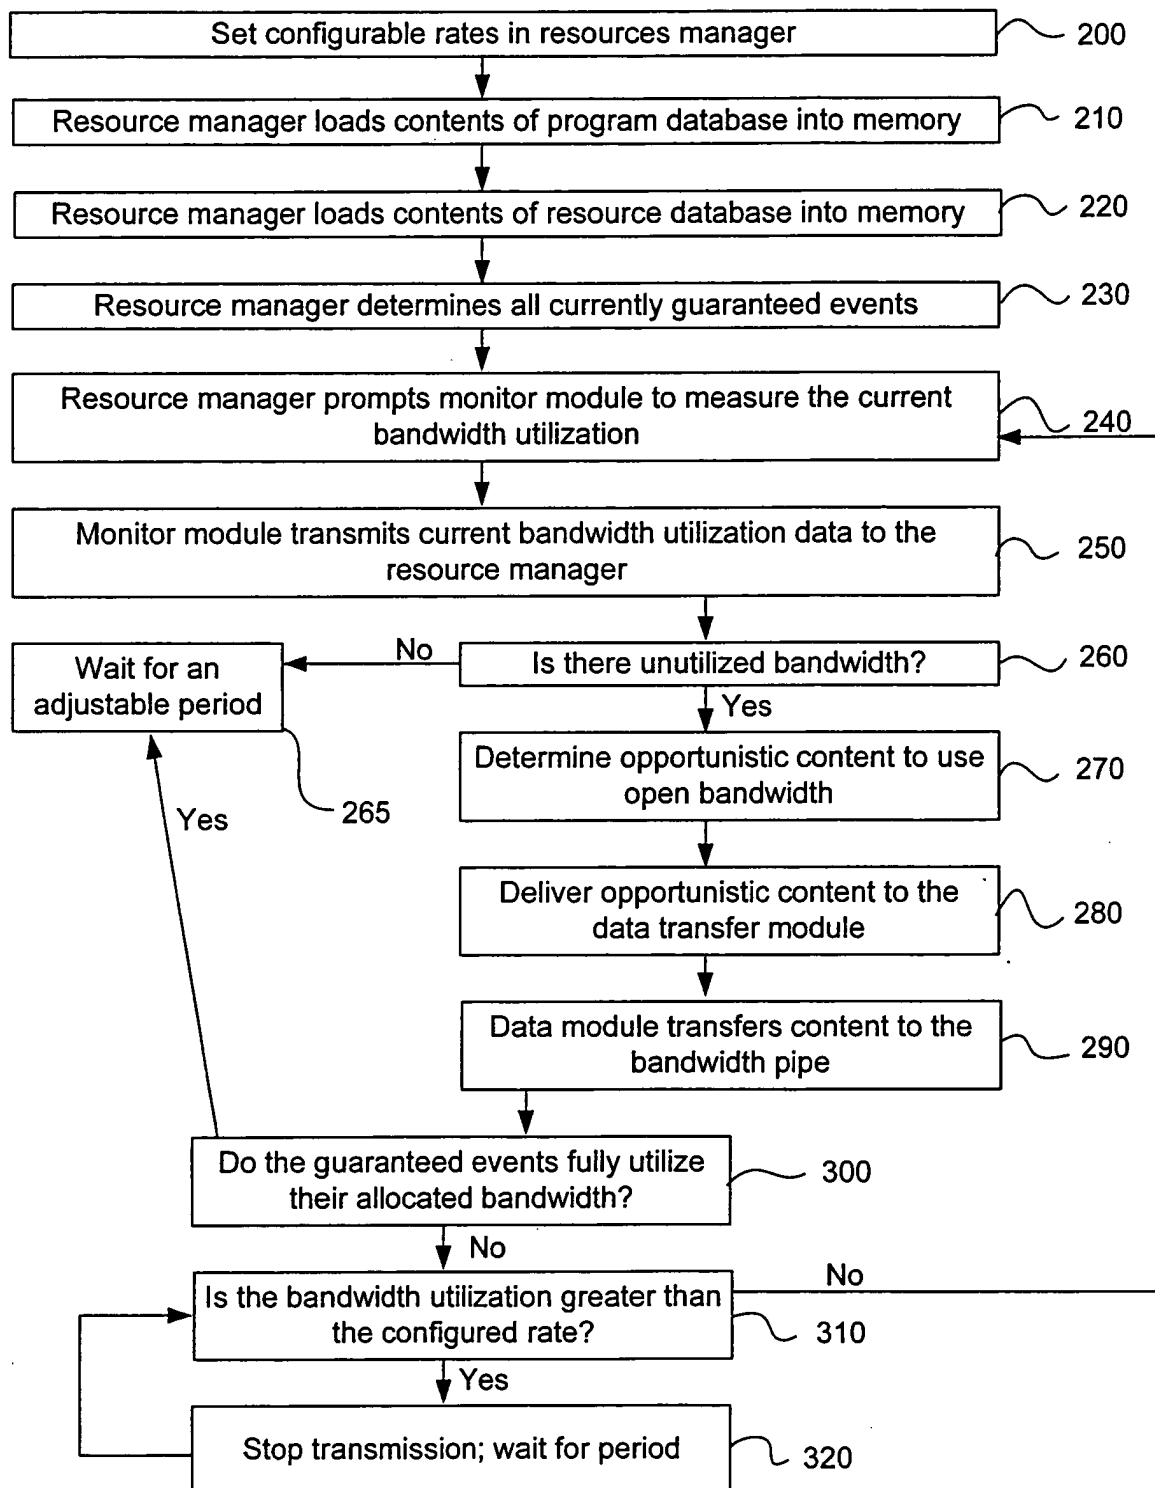 Set configurable rates in resources manager
200
Resource manager loads contents of program database into memory
210
Resource manager loads contents of resource database into memory
220
Resource manager determines all currently guaranteed events
230
Resource manager prompts monitor module to measure the current
bandwidth utilization
240
Monitor module transmits current bandwidth utilization data to the
resource manager
250
Wait for an
adjustable period
265
No
Is there unutilized bandwidth?
260
Yes
Determine opportunistic content to use
open bandwidth
270
Yes
Deliver opportunistic content to the
data transfer module
280
Data module transfers content to the
bandwidth pipe
290
Do the guaranteed events fully utilize
their allocated bandwidth?
300
No
Is the bandwidth utilization greater than
the configured rate?
310
No
Yes
Stop transmission; wait for period
320